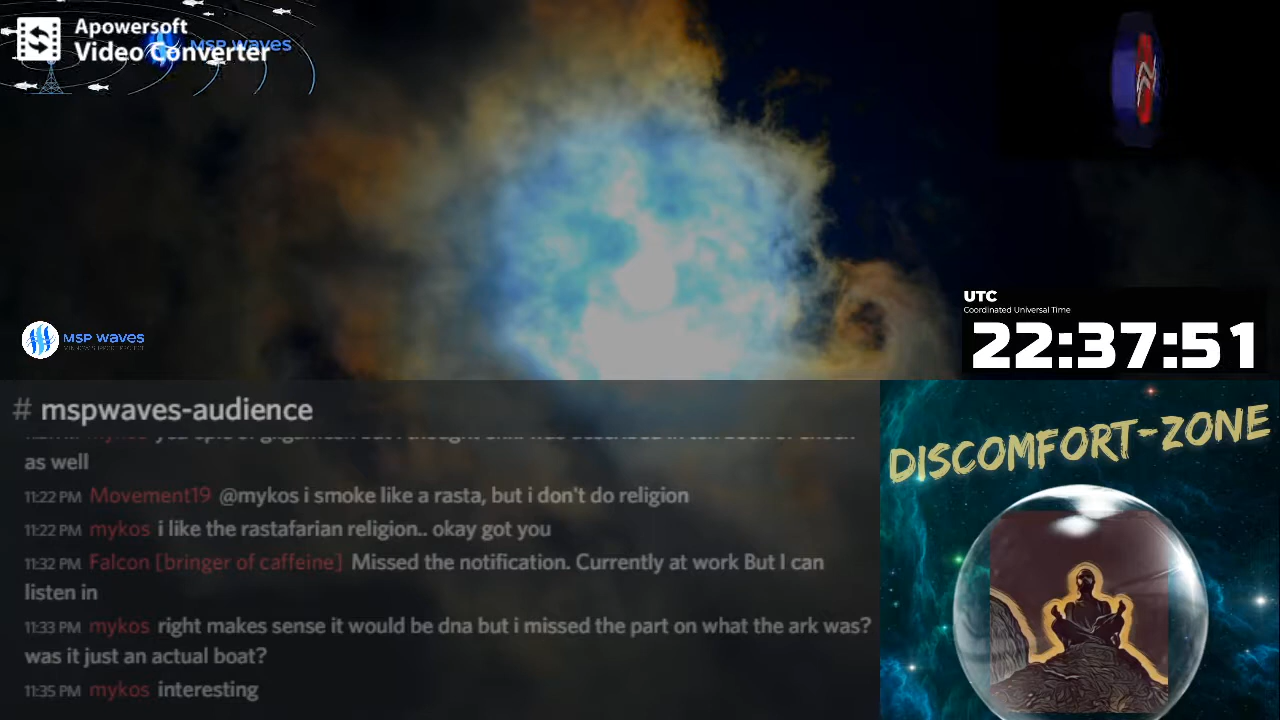 Apowersoft
Video Converter
MSP waves
UTC
Coordinated Universal Time
22:37:51
MSP waves
# mspwaves-audience
as well
11:22 PM Movement19 @mykos i smoke like a rasta, but i don't do religion
11:22 PM mykos i like the rastafarian religion.. okay got you
11:32 PM Falcon [bringer of caffeine] Missed the notification. Currently at work But I can
listen in
11:33 PM mykos right makes sense it would be dna but i missed the part on what the ark was?
was it just an actual boat?
11:35 PM mykos interesting
DISCOMFORT-ZONE